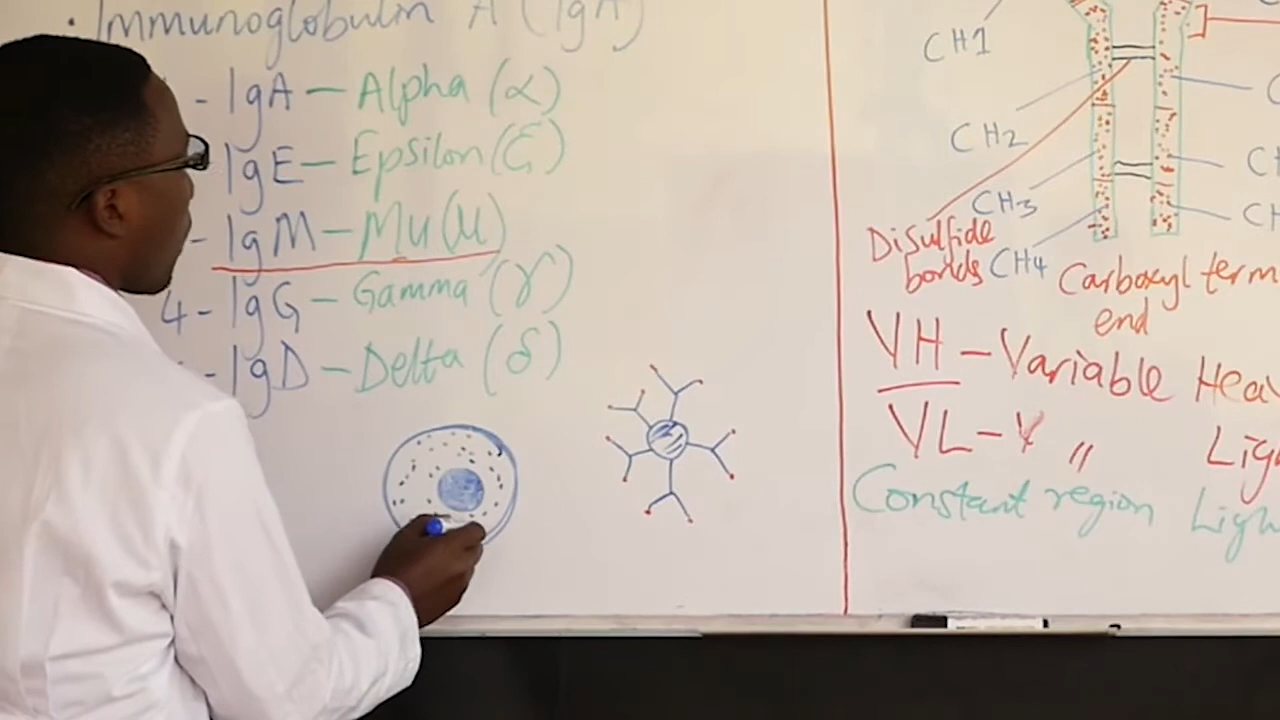 · Immunoglobulin A (IgA)
- IgA – Alpha (α)
IgE – Epsilon (ε)
- IgM – Mu (μ)
4 - IgG – Gamma (γ)
- IgD – Delta (δ)
CH1
CH2
CH3
CH4
Disulfide
bonds
Carboxyl term
end
VH – Variable Heav
VL – V " Lig
Constant region Ligh